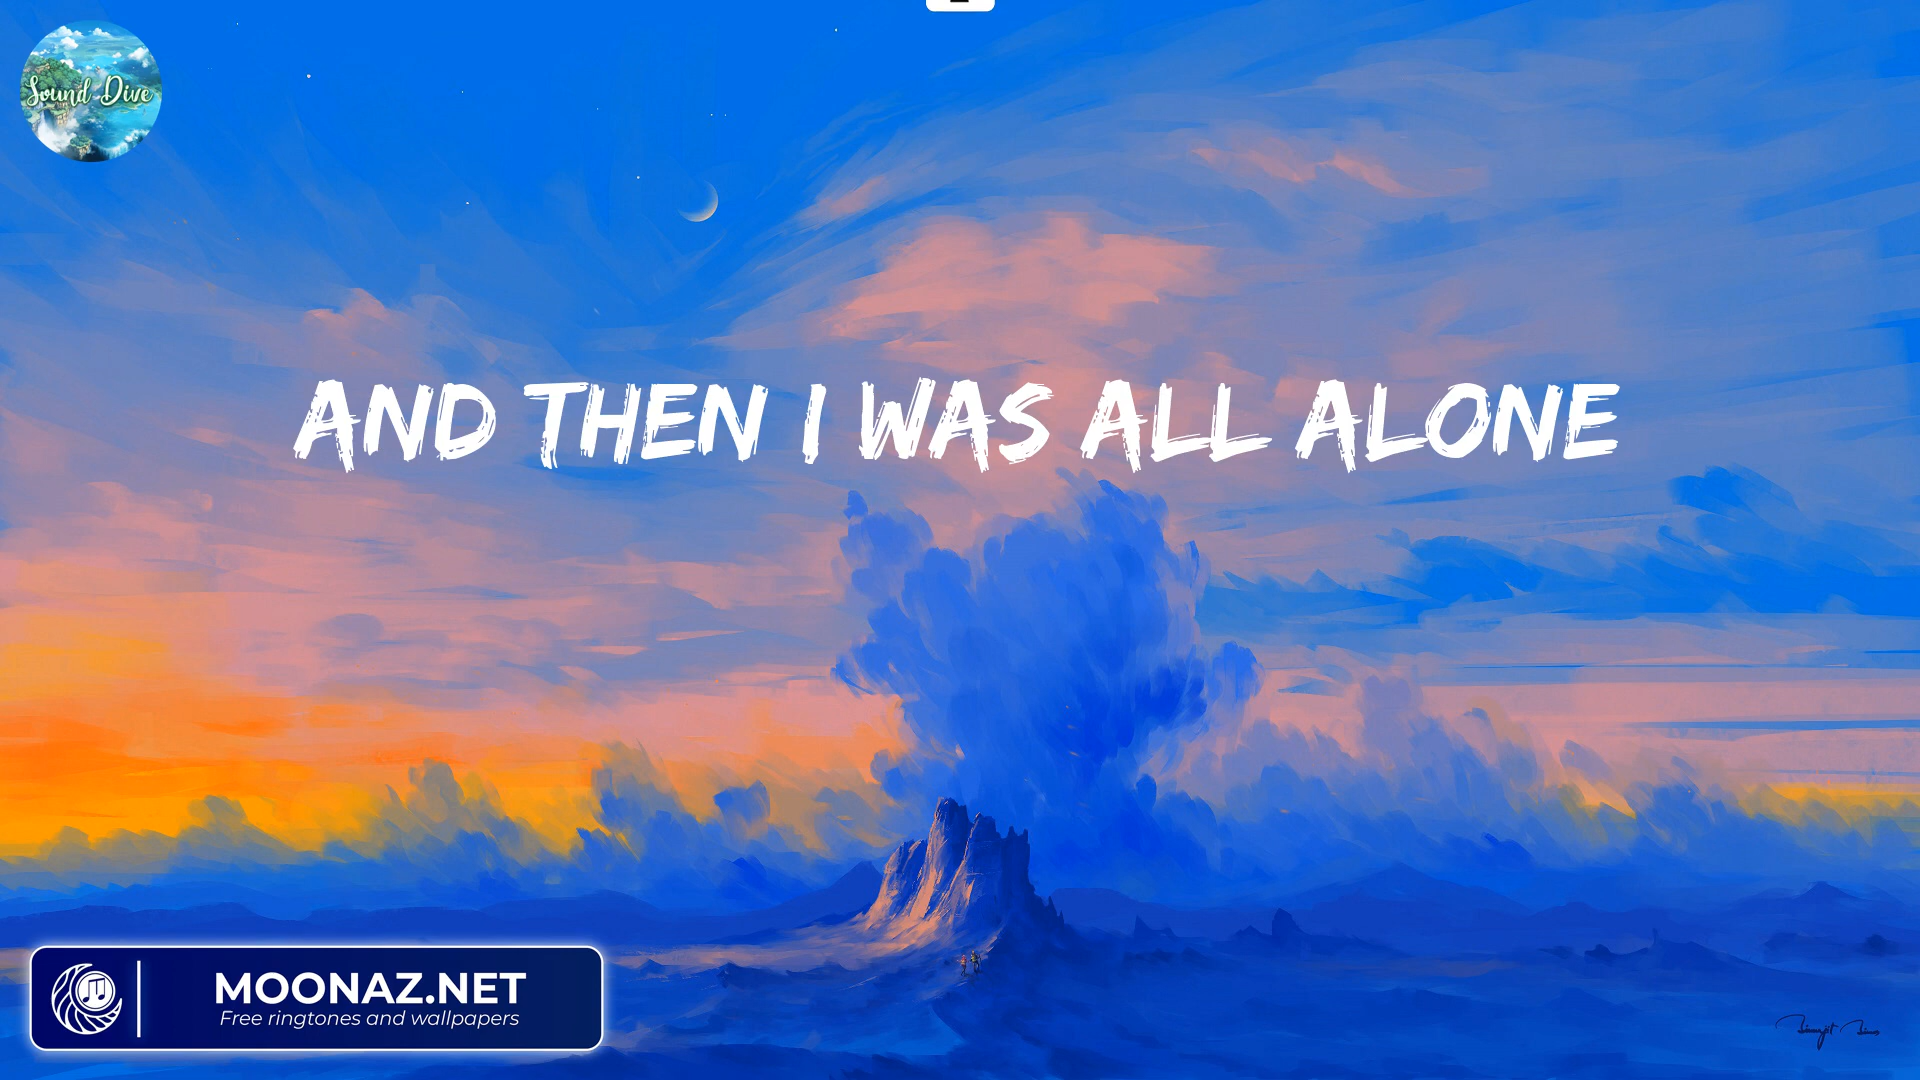 Sound Dive
AND THEN I WAS ALL ALONE
MOONAZ.NET
Free ringtones and wallpapers